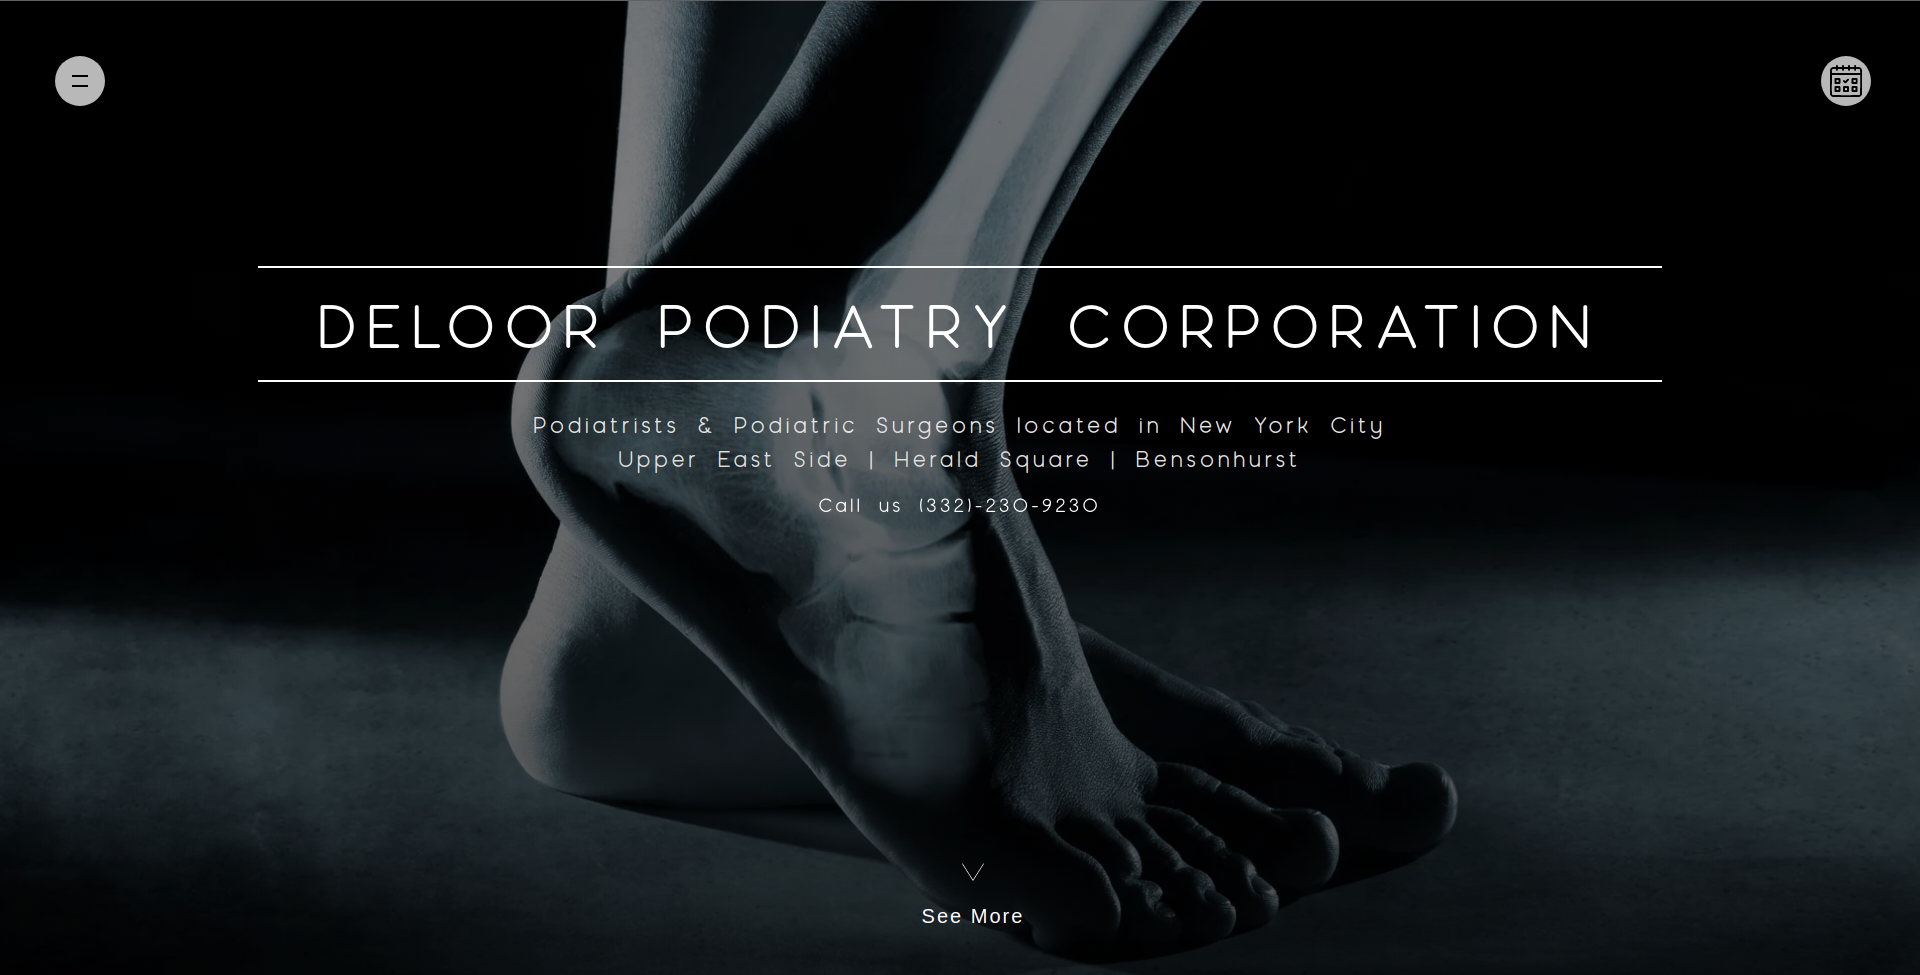 DELOOR PODIATRY CORPORATION
Podiatrists & Podiatric Surgeons located in New York City
Upper East Side | Herald Square | Bensonhurst
Call us (332)-230-9230
See More